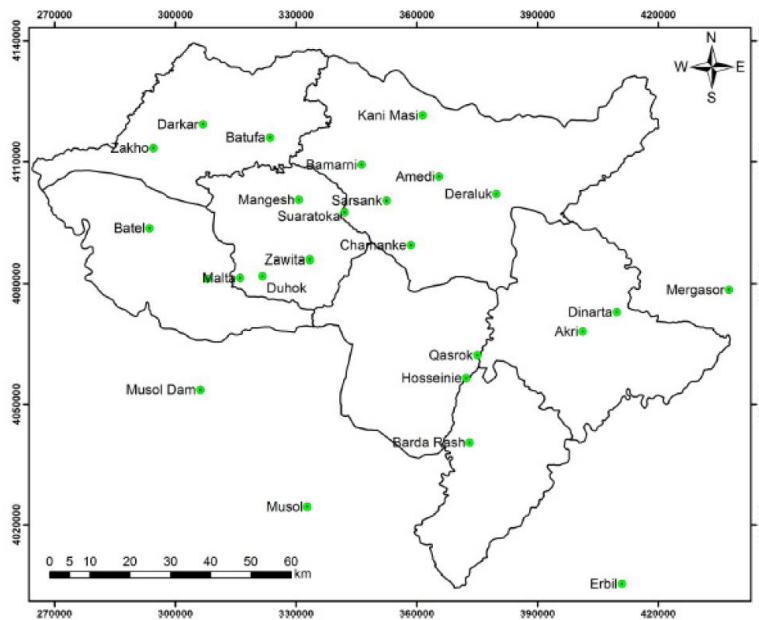 270000 300000 330000 360000 390000 420000
4140000
N
W E
S
Kani Masi
Darkar
Batufa
Zakho
4110000
Bamarni
Amedi
Deraluk
Mangesh
Sarsank
Suaratoka
Batel
Chamanke
Zawita
4080000
Malta
Duhok
Mergasor
Dinarta
Akri
Qasrok
Hosseinie
Musol Dam
4050000
Barda Rash
Musol
4020000
0 5 10 20 30 40 50 60
km
Erbil
270000 300000 330000 360000 390000 420000